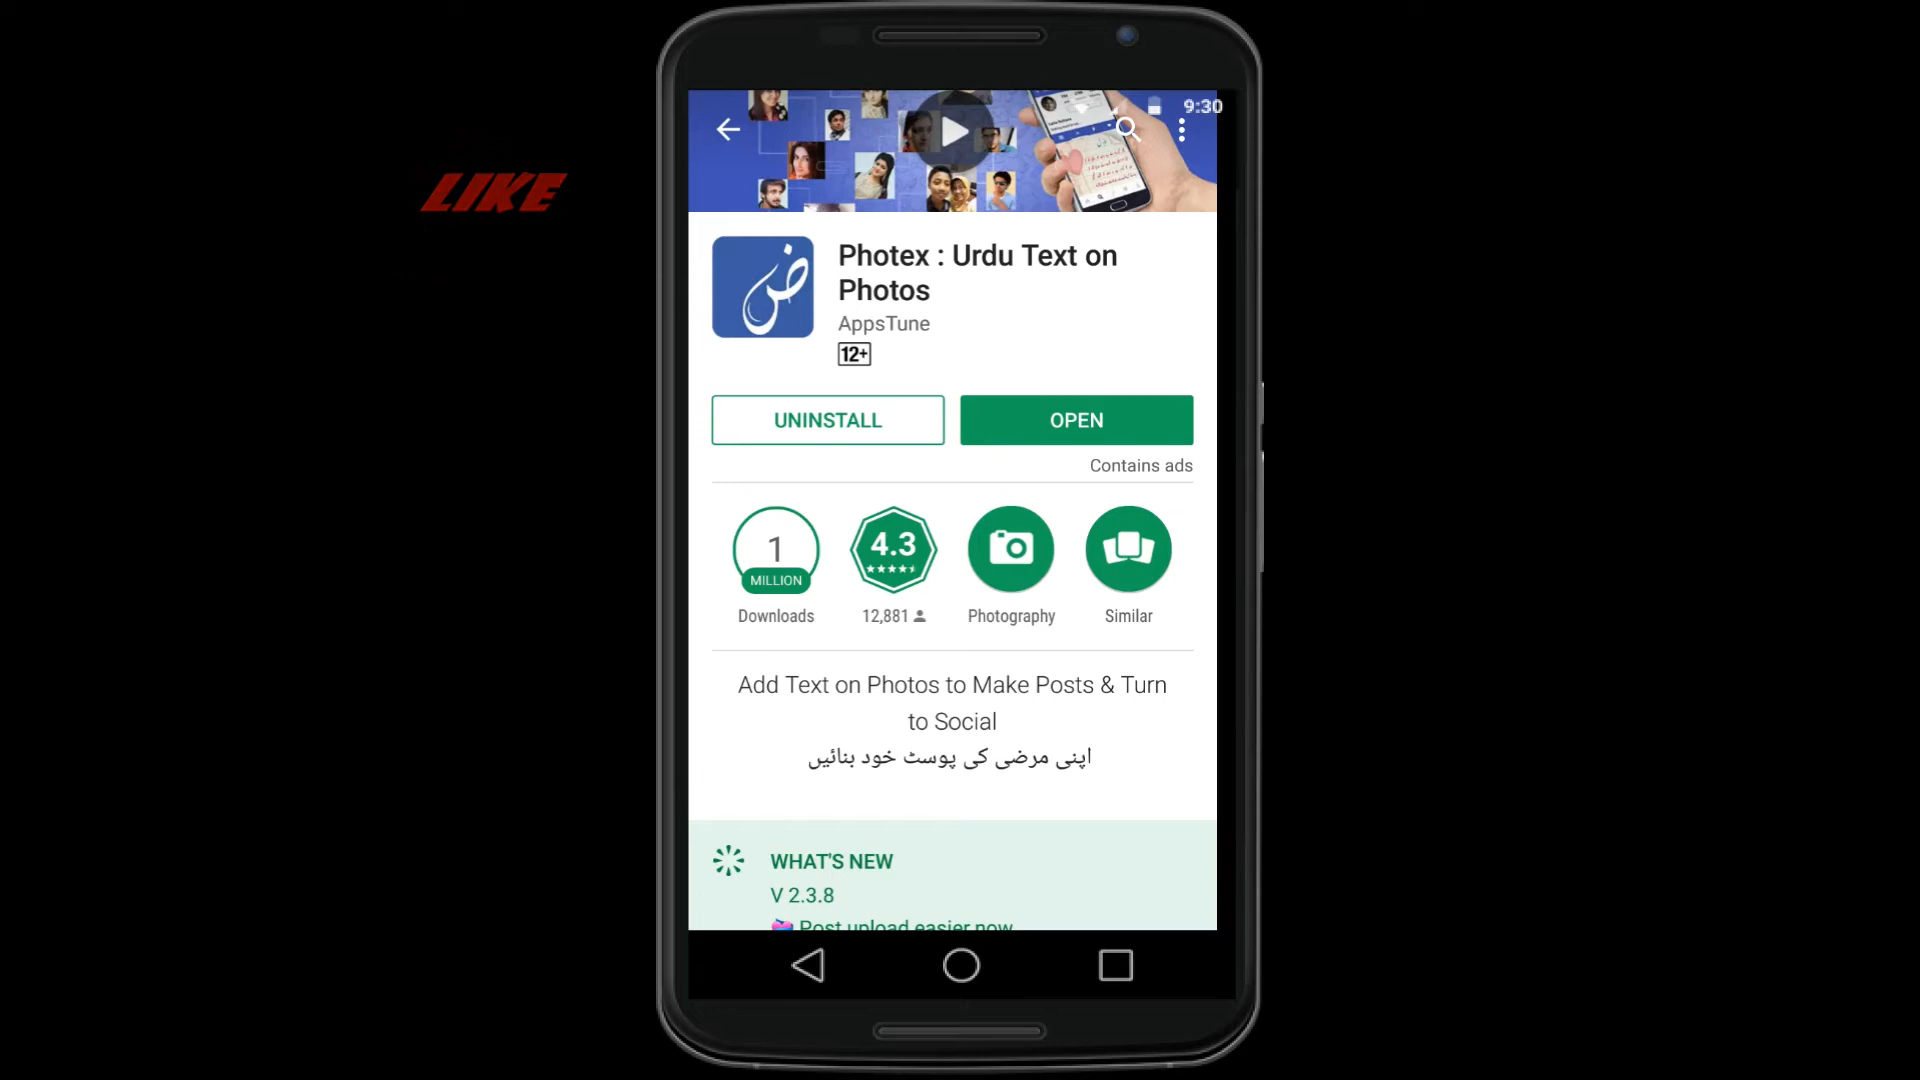 LIKE
9:30
ض
Photex : Urdu Text on
Photos
AppsTune
12+
UNINSTALL
OPEN
Contains ads
1
MILLION
Downloads
4.3
12,881
Photography
Similar
Add Text on Photos to Make Posts & Turn
to Social
اپنی مرضی کی پوسٹ خود بنائیں
WHAT'S NEW
V 2.3.8
Post upload easier now